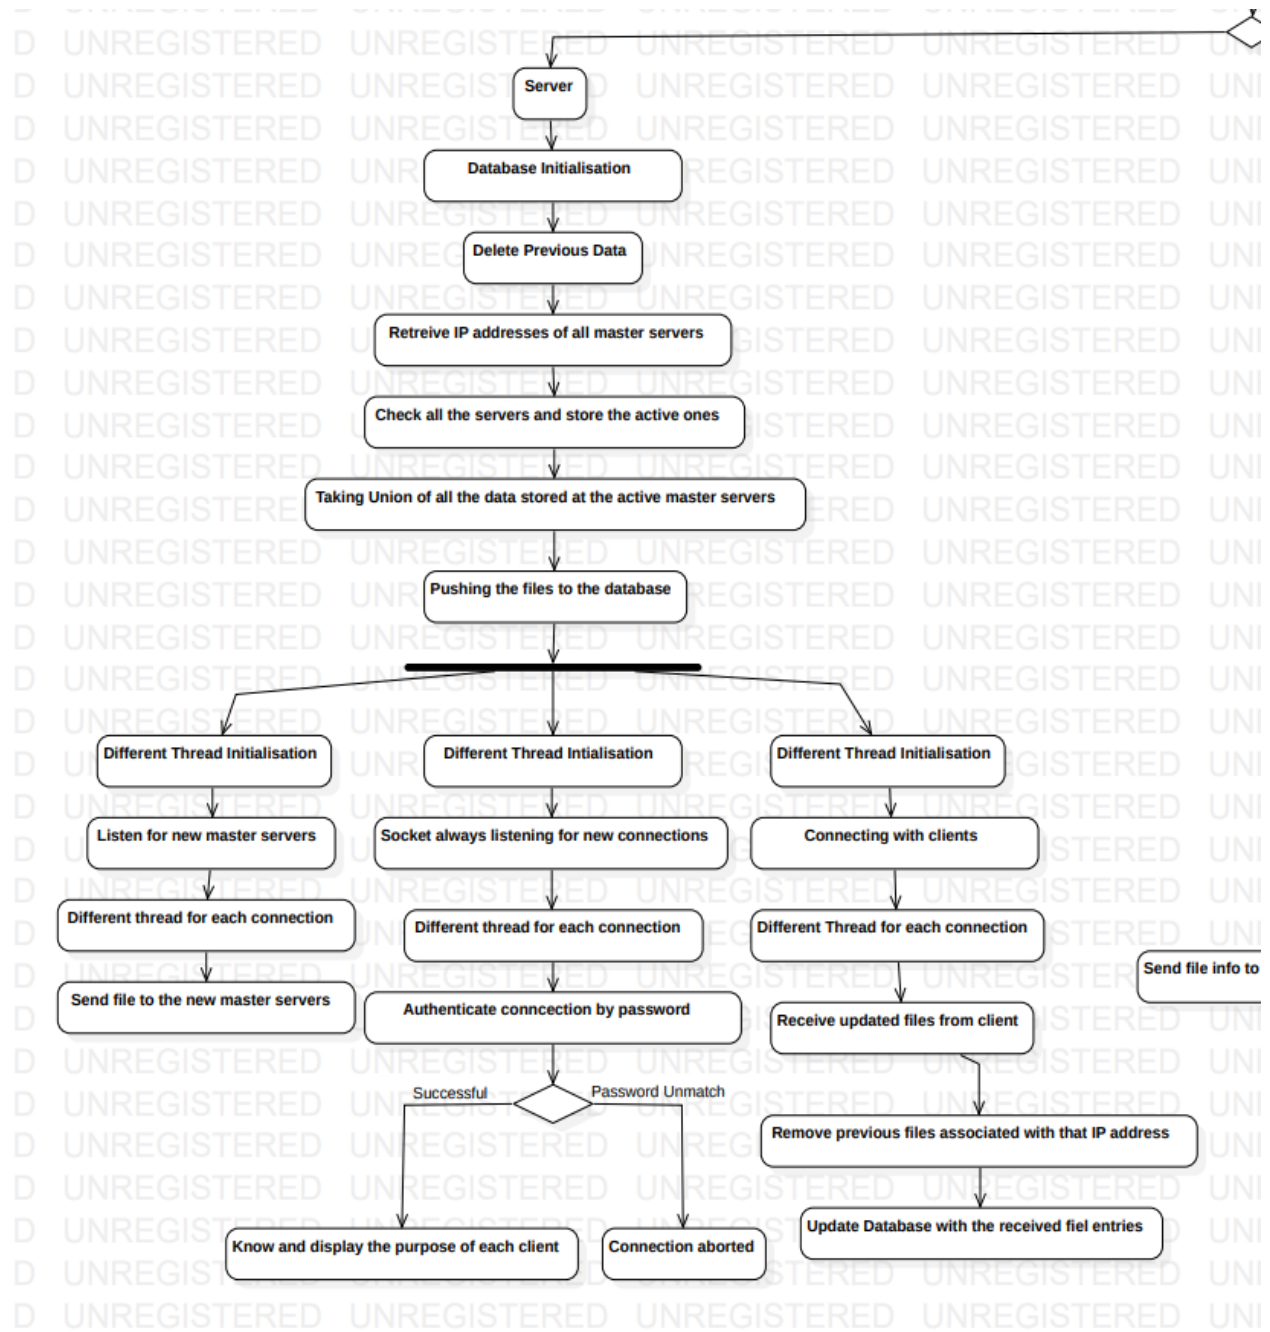 Server
Database Initialisation
Delete Previous Data
Retreive IP addresses of all master servers
Check all the servers and store the active ones
Taking Union of all the data stored at the active master servers
Pushing the files to the database
Different Thread Initialisation
Different Thread Intialisation
Different Thread Initialisation
Listen for new master servers
Socket always listening for new connections
Connecting with clients
Different thread for each connection
Different thread for each connection
Different Thread for each connection
Send file info to
Send file to the new master servers
Authenticate conncection by password
Receive updated files from client
Successful
Password Unmatch
Remove previous files associated with that IP address
Update Database with the received fiel entries
Know and display the purpose of each client
Connection aborted